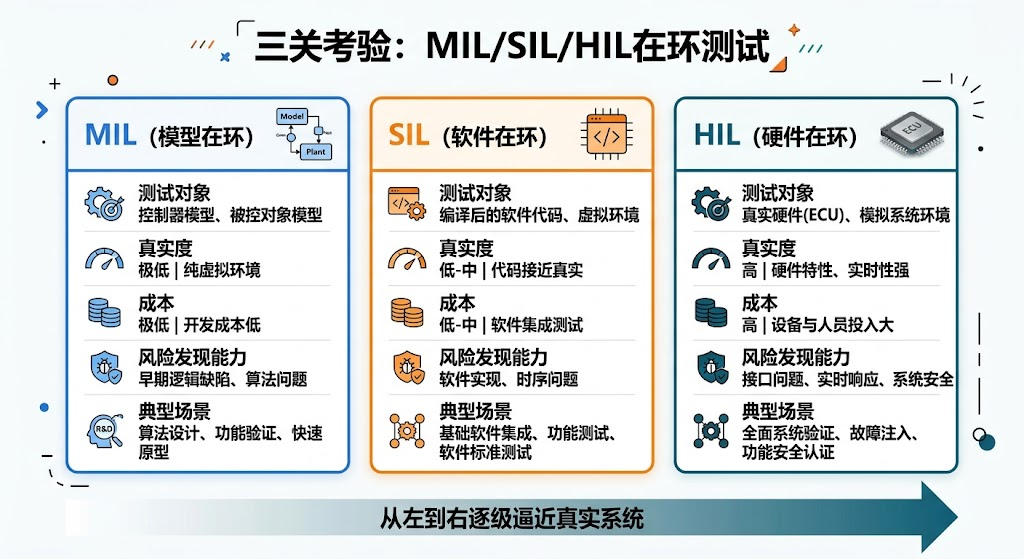 三关考验：MIL/SIL/HIL在环测试
MIL（模型在环）
Model
Plant
测试对象
控制器模型、被控对象模型
真实度
极低 | 纯虚拟环境
成本
极低 | 开发成本低
风险发现能力
早期逻辑缺陷、算法问题
R&D
典型场景
算法设计、功能验证、快速
原型
SIL（软件在环）
</>
</>
测试对象
编译后的软件代码、虚拟环境
真实度
低-中 | 代码接近真实
成本
低-中 | 软件集成测试
风险发现能力
软件实现、时序问题
典型场景
基础软件集成、功能测试、
软件标准测试
HIL（硬件在环）
ECU
测试对象
真实硬件(ECU)、模拟系统环境
真实度
高 | 硬件特性、实时性强
成本
高 | 设备与人员投入大
风险发现能力
接口问题、实时响应、系统安全
典型场景
全面系统验证、故障注入、
功能安全认证
从左到右逐级逼近真实系统